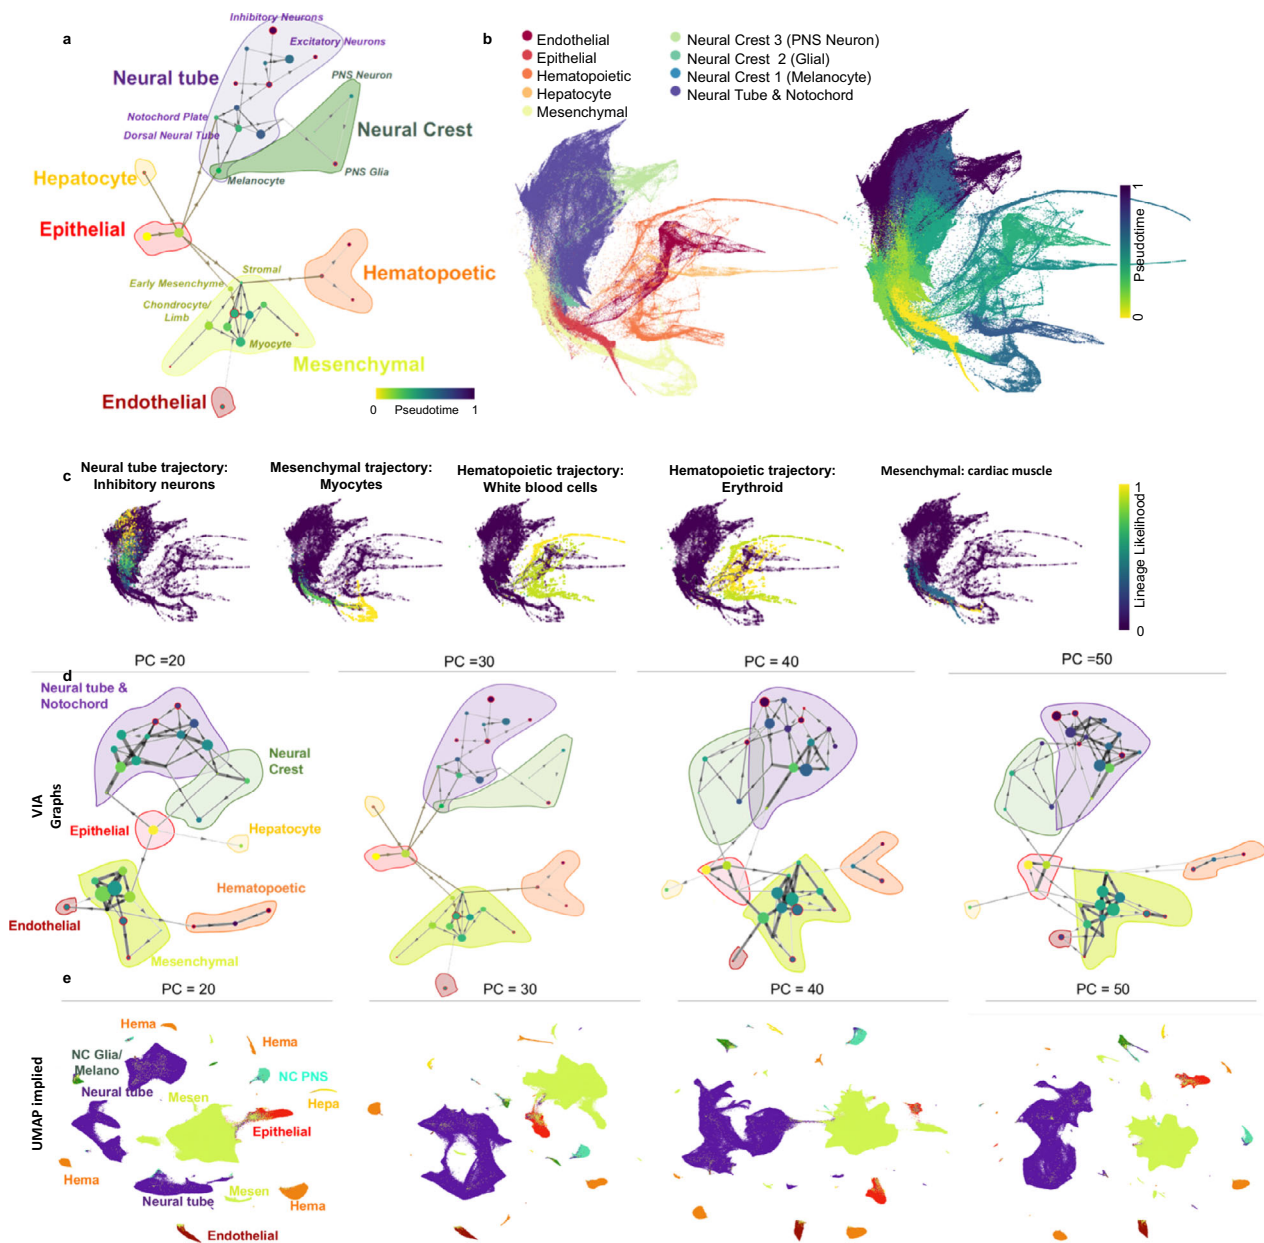 a
Inhibitory Neurons
Excitatory Neurons
Neural tube
PNS Neuron
Notochord Plate
Dorsal Neural Tube
Neural Crest
PNS Glia
Melanocyte
Hepatocyte
Epithelial
Hematopoetic
Stromal
Early Mesenchyme
Chondrocyte/
Limb
Myocyte
Mesenchymal
Endothelial
0 Pseudotime 1
b
Endothelial
Epithelial
Hematopoietic
Hepatocyte
Mesenchymal
Neural Crest 3 (PNS Neuron)
Neural Crest 2 (Glial)
Neural Crest 1 (Melanocyte)
Neural Tube & Notochord
1
Pseudotime
0
c
Neural tube trajectory:
Inhibitory neurons
Mesenchymal trajectory:
Myocytes
Hematopoietic trajectory:
White blood cells
Hematopoietic trajectory:
Erythroid
Mesenchymal: cardiac muscle
1
Lineage Likelihood
0
d
PC =20
PC =30
PC = 40
PC =50
VIA
Graphs
Neural tube &
Notochord
Neural
Crest
Epithelial
Hepatocyte
Hematopoetic
Endothelial
Mesenchymal
e
PC = 20
PC = 30
PC = 40
PC = 50
UMAP implied
Hema
Hema
NC Glia/
Melano
NC PNS
Neural tube
Mesen
Hepa
Epithelial
Hema
Mesen
Neural tube
Hema
Endothelial